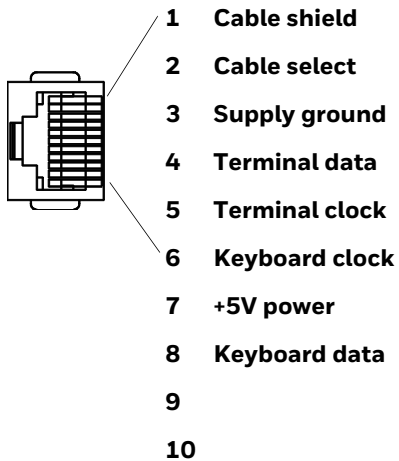 1 Cable shield
2 Cable select
3 Supply ground
4 Terminal data
5 Terminal clock
6 Keyboard clock
7 +5V power
8 Keyboard data
9
10